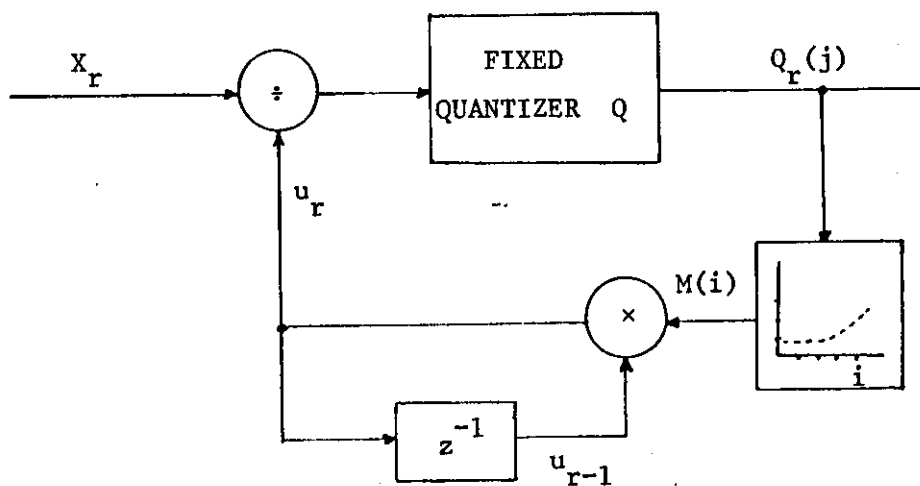 X_r
÷
FIXED
QUANTIZER Q
Q_r(j)
u_r
M(i)
×
i
z^-1
u_r-1